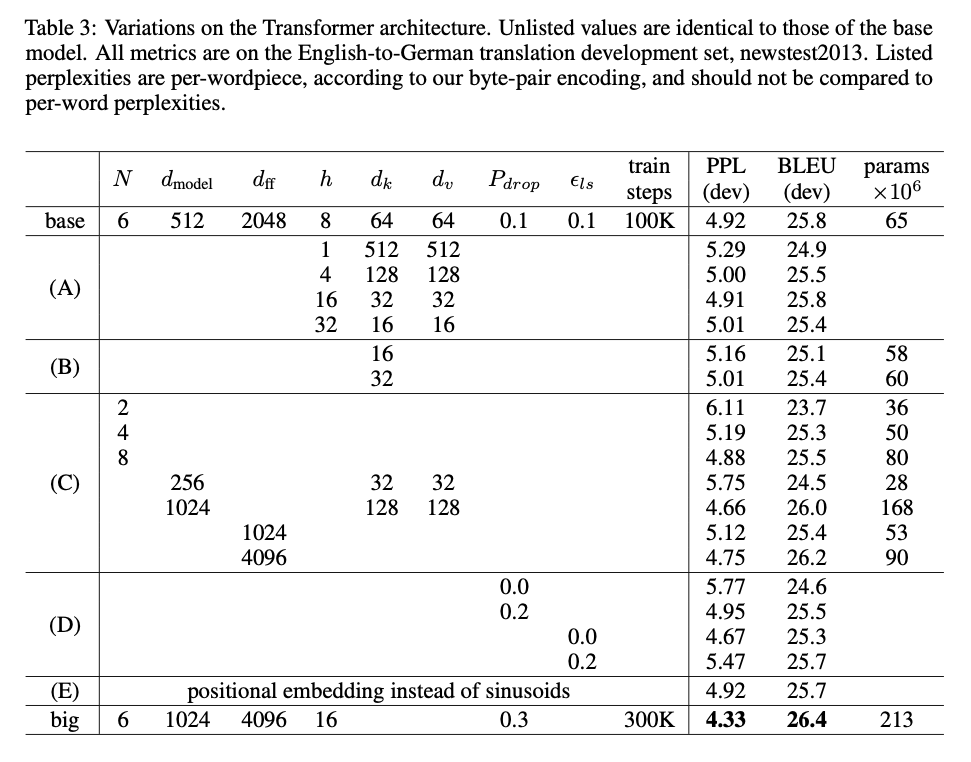 Table 3: Variations on the Transformer architecture. Unlisted values are identical to those of the base
model. All metrics are on the English-to-German translation development set, newstest2013. Listed
perplexities are per-wordpiece, according to our byte-pair encoding, and should not be compared to
per-word perplexities.
N d_model d_ff h d_k d_v P_drop ϵ_ls train steps PPL (dev) BLEU (dev) params ×10^6
base 6 512 2048 8 64 64 0.1 0.1 100K 4.92 25.8 65
(A)
1 512 512 5.29 24.9
4 128 128 5.00 25.5
16 32 32 4.91 25.8
32 16 16 5.01 25.4
(B)
16 5.16 25.1 58
32 5.01 25.4 60
(C)
2 6.11 23.7 36
4 5.19 25.3 50
8 4.88 25.5 80
256 32 32 5.75 24.5 28
1024 128 128 4.66 26.0 168
1024 5.12 25.4 53
4096 4.75 26.2 90
(D)
0.0 5.77 24.6
0.2 4.95 25.5
0.0 4.67 25.3
0.2 5.47 25.7
(E) positional embedding instead of sinusoids 4.92 25.7
big 6 1024 4096 16 0.3 300K 4.33 26.4 213